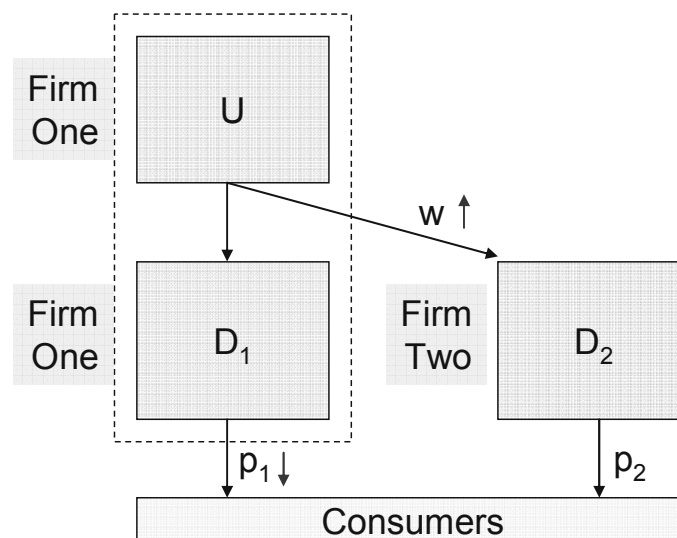 Firm
One
U
w ↑
Firm
One
D₁
Firm
Two
D₂
p₁ ↓
p₂
Consumers